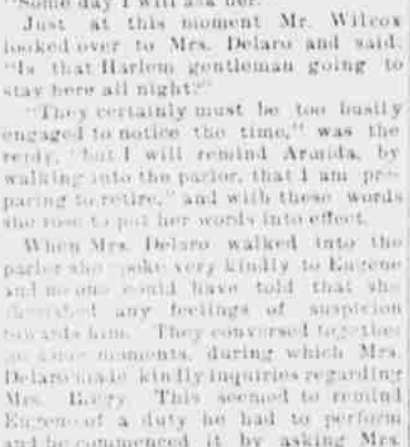 "Some day I will ask her."
Just at this moment Mr. Wilcox
looked over to Mrs. Delaro and said:
"Is that Harlem gentleman going to
stay here all night?"
"They certainly must be too busily
engaged to notice the time," was the
reply, "but I will remind Armida, by
walking into the parlor, that I am pre-
paring to retire," and with these words
she rose to put her words into effect.
When Mrs. Delaro walked into the
parlor she spoke very kindly to Eugene
and no one could have told that she
cherished any feelings of suspicion
towards him. They conversed together
some moments, during which Mrs.
Delaro made kindly inquiries regarding
Mrs. This seemed to remind
Eugene of a duty he had to perform
and he commenced it by asking Mrs